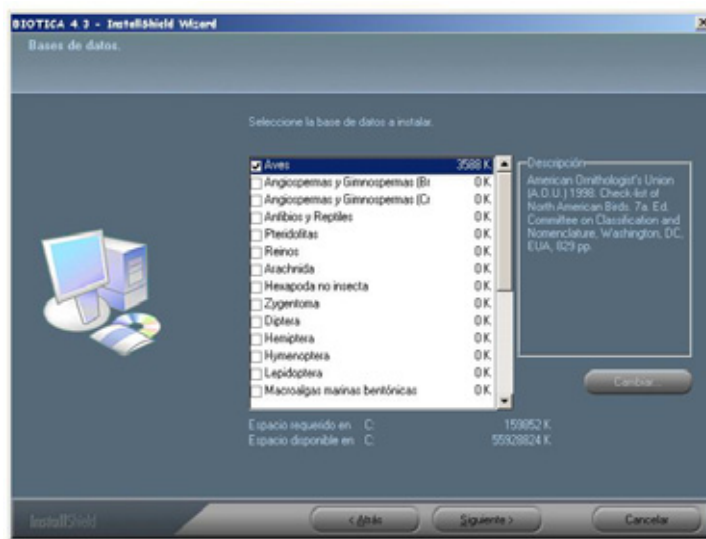 BIOTICA 4.3 - InstallShield Wizard
Bases de datos.
Seleccione la base de datos a instalar.
Aves 3588 K
Angiospermas y Gimnospermas (Br 0 K
Angiospermas y Gimnospermas (Cr 0 K
Anfibios y Reptiles 0 K
Pteridofitas 0 K
Reinos 0 K
Arachnida 0 K
Hexapoda no insecta 0 K
Zygentoma 0 K
Diptera 0 K
Hemiptera 0 K
Hymenoptera 0 K
Lepidoptera 0 K
Macroalgas marinas bentónicas 0 K
Descripción
American Ornithologist's Union
(A.O.U.) 1998. Check-list of
North American Birds. 7a. Ed.
Committee on Classification and
Nomenclature, Washington, DC,
EUA, 829 pp.
Cambiar...
Espacio requerido en C: 159852 K
Espacio disponible en C: 55928824 K
InstallShield
< Atrás
Siguiente >
Cancelar